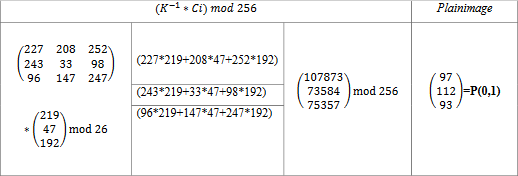 (K⁻¹ * Ci) mod 256 Plainimage
(227 208 252
243 33 98
96 147 247)
* (219
47
192) mod 26
(227*219+208*47+252*192)
(243*219+33*47+98*192)
(96*219+147*47+247*192)
(107873
73584
75357) mod 256
(97
112
93) =P(0,1)